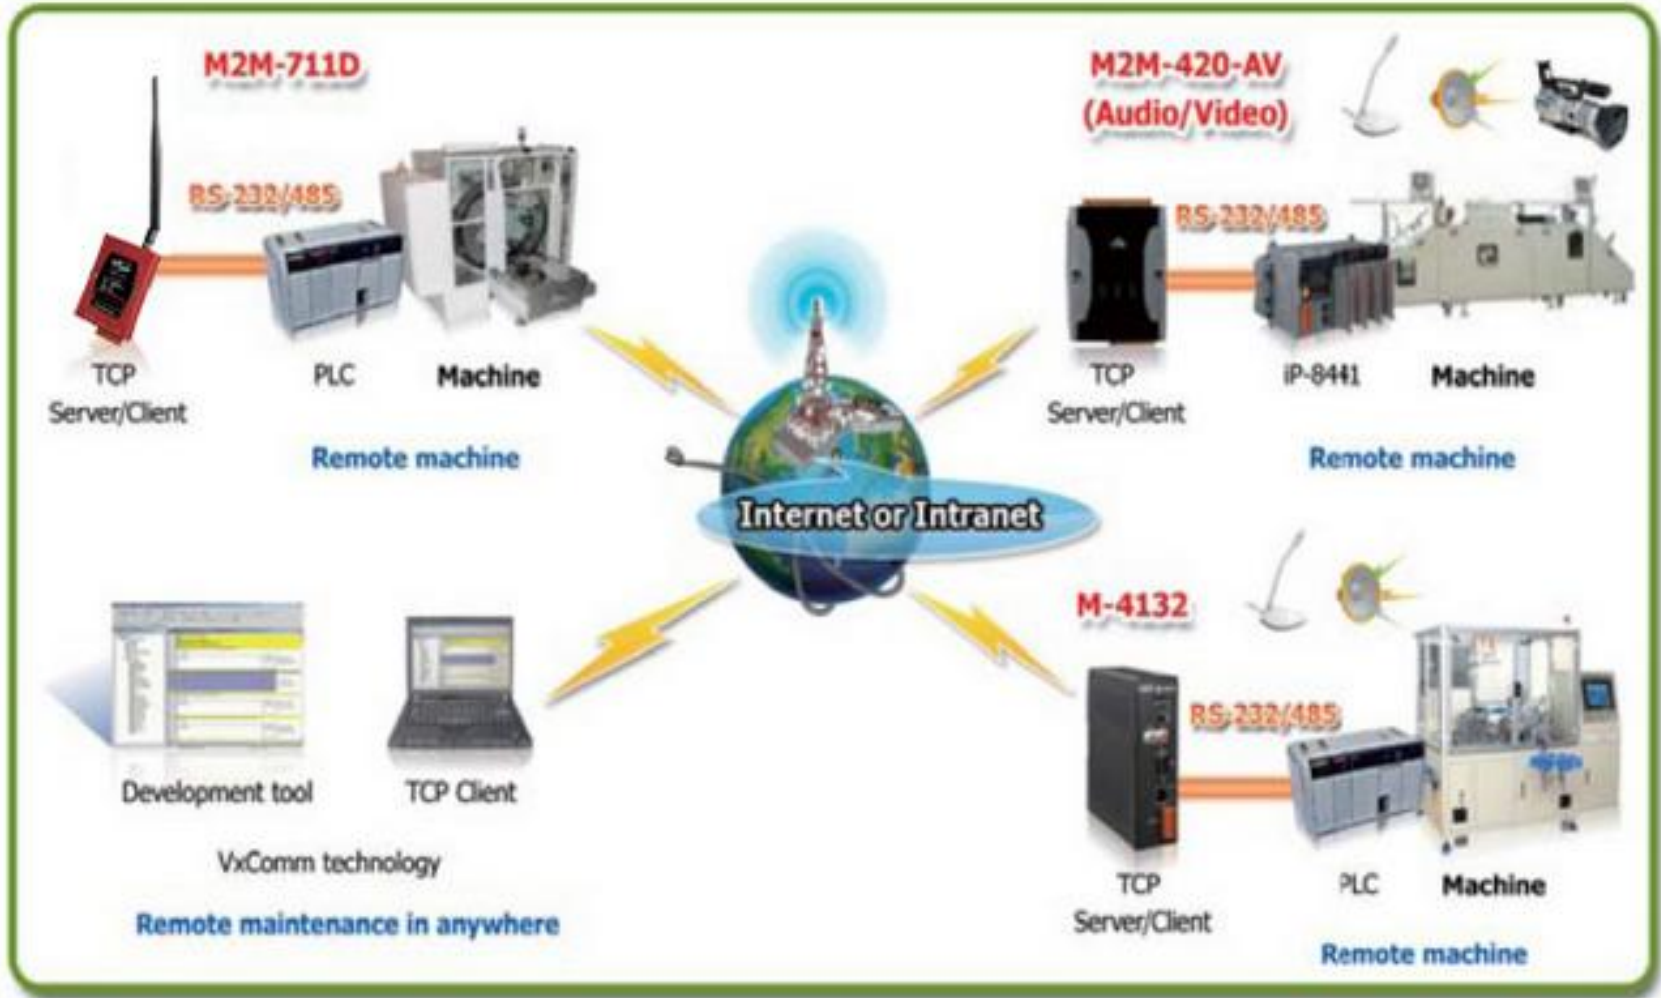 M2M-711D
RS-232/485
TCP
Server/Client
PLC
Machine
Remote machine
M2M-420-AV
(Audio/Video)
RS-232/485
TCP
Server/Client
iP-8441
Machine
Remote machine
Internet or Intranet
Development tool
TCP Client
VxComm technology
Remote maintenance in anywhere
M-4132
RS-232/485
TCP
Server/Client
PLC
Machine
Remote machine